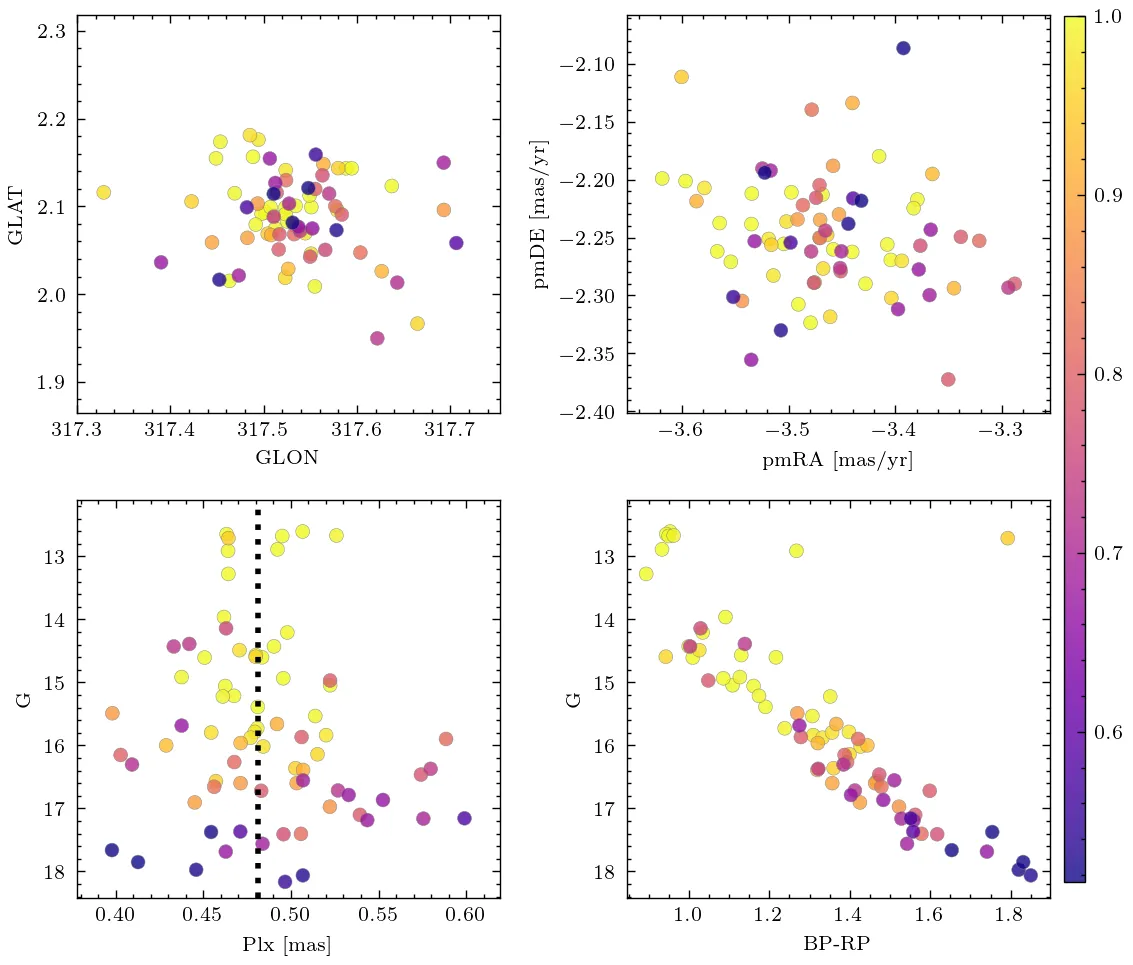 2.3
2.2
2.1
2.0
1.9
GLAT
317.3 317.4 317.5 317.6 317.7
GLON
−2.10
−2.15
−2.20
−2.25
−2.30
−2.35
−2.40
pmDE [mas/yr]
−3.6 −3.5 −3.4 −3.3
pmRA [mas/yr]
1.0
0.9
0.8
0.7
0.6
13
14
15
16
17
18
G
0.40 0.45 0.50 0.55 0.60
Plx [mas]
13
14
15
16
17
18
G
1.0 1.2 1.4 1.6 1.8
BP-RP